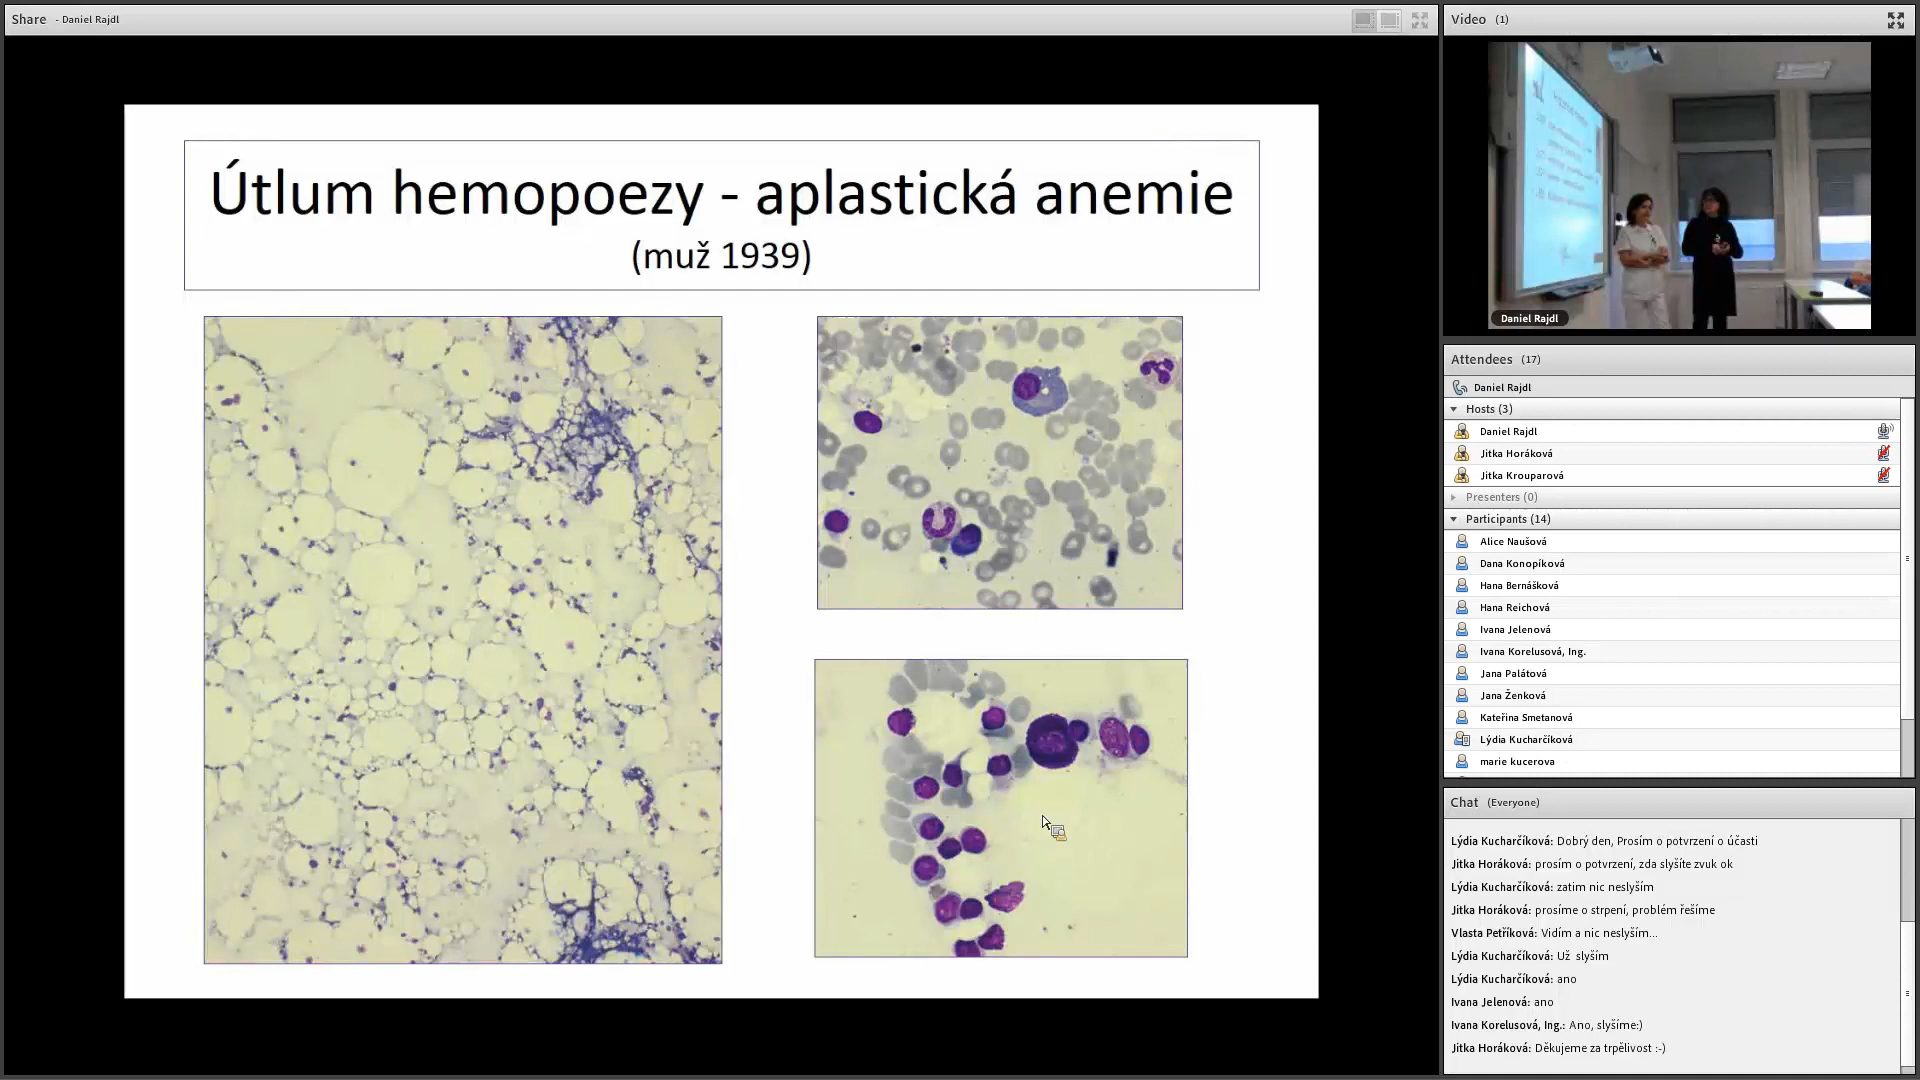 Share - Daniel Rajdl
Útlum hemopoezy - aplastická anemie
(muž 1939)
Video (1)
Daniel Rajdl
Attendees (17)
Daniel Rajdl
Hosts (3)
Daniel Rajdl
Jitka Horáková
Jitka Krouparová
Presenters (0)
Participants (14)
Alice Naušová
Dana Konopíková
Hana Bernášková
Hana Reichová
Ivana Jelenová
Ivana Korelusová, Ing.
Jana Palátová
Jana Ženková
Kateřina Smetanová
Lýdia Kucharčíková
marie kucerova
Chat (Everyone)
Lýdia Kucharčíková: Dobrý den, Prosím o potvrzení o účasti
Jitka Horáková: prosím o potvrzení, zda slyšíte zvuk ok
Lýdia Kucharčíková: zatim nic neslyším
Jitka Horáková: prosíme o strpení, problém řešíme
Vlasta Petříková: Vidím a nic neslyším...
Lýdia Kucharčíková: Už slyším
Lýdia Kucharčíková: ano
Ivana Jelenová: ano
Ivana Korelusová, Ing.: Ano, slyšíme:)
Jitka Horáková: Děkujeme za trpělivost :-)